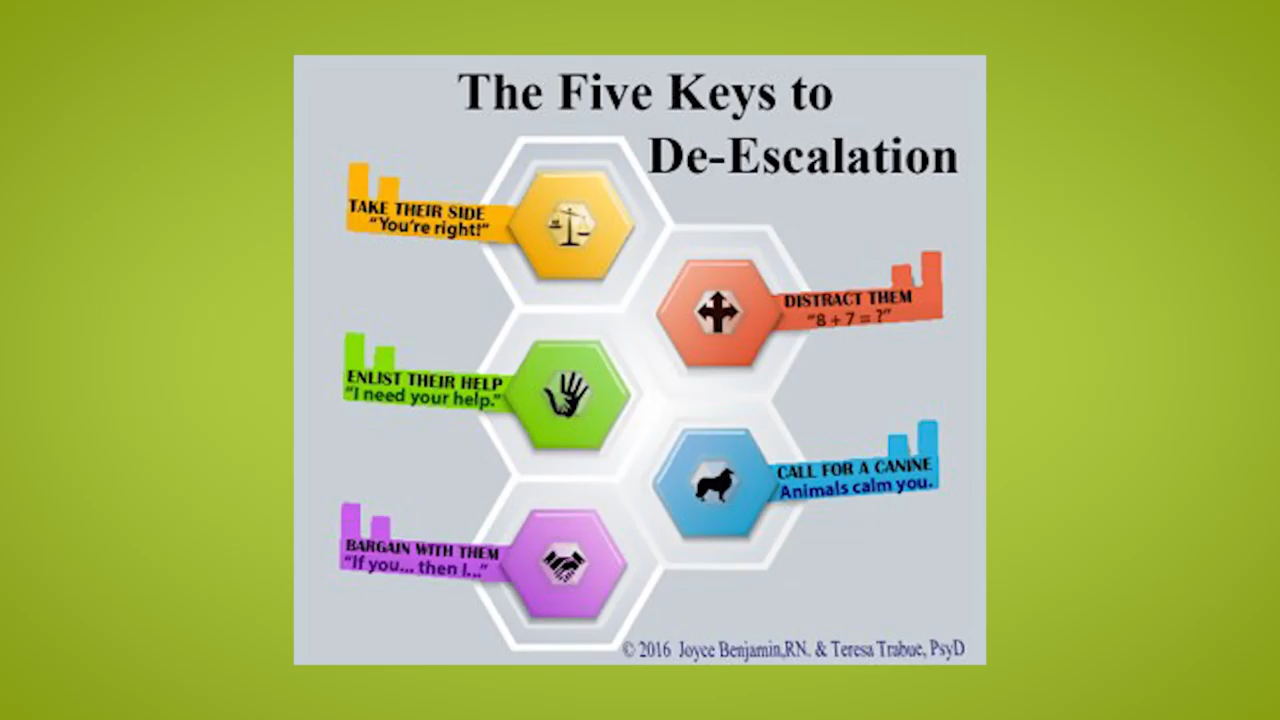 The Five Keys to
De-Escalation
TAKE THEIR SIDE
"You're right!"
DISTRACT THEM
"8 + 7 = ?"
ENLIST THEIR HELP
"I need your help."
CALL FOR A CANINE
Animals calm you.
BARGAIN WITH THEM
"If you... then I..."
© 2016 Joyce Benjamin,RN. & Teresa Trabue, PsyD